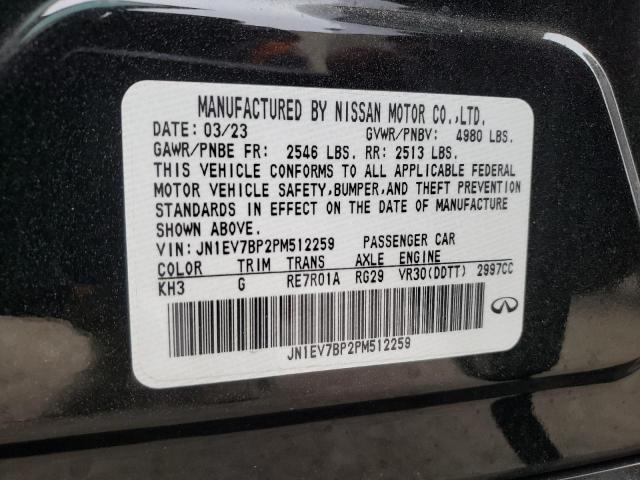 MANUFACTURED BY NISSAN MOTOR CO.,LTD.
DATE: 03/23 GVWR/PNBV: 4980 LBS.
GAWR/PNBE FR: 2546 LBS. RR: 2513 LBS.
THIS VEHICLE CONFORMS TO ALL APPLICABLE FEDERAL
MOTOR VEHICLE SAFETY,BUMPER,AND THEFT PREVENTION
STANDARDS IN EFFECT ON THE DATE OF MANUFACTURE
SHOWN ABOVE.
VIN: JN1EV7BP2PM512259 PASSENGER CAR
COLOR TRIM TRANS AXLE ENGINE
KH3 G RE7R01A RG29 VR30(DDTT) 2997CC
JN1EV7BP2PM512259